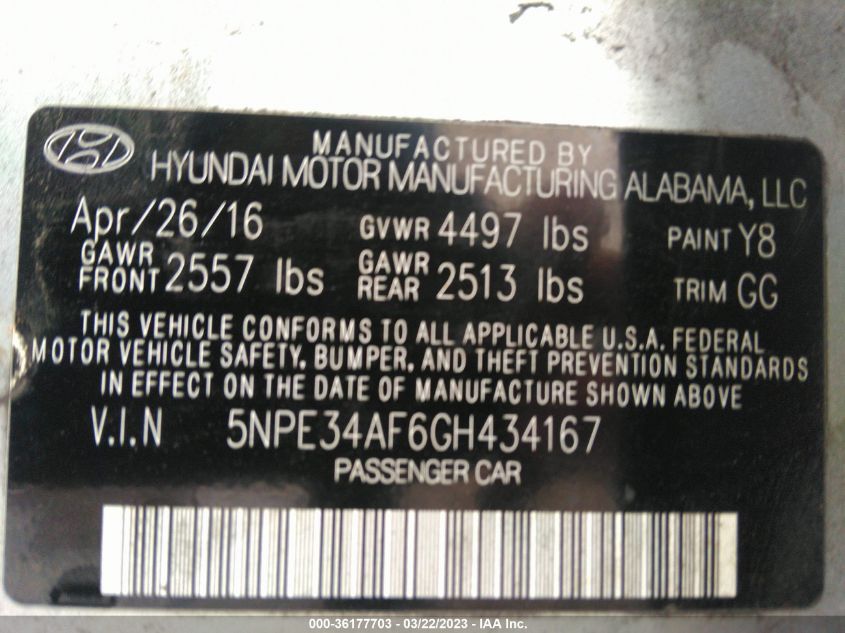 MANUFACTURED BY
HYUNDAI MOTOR MANUFACTURING ALABAMA, LLC
Apr/26/16 GVWR 4497 lbs PAINT Y8
GAWR FRONT 2557 lbs GAWR REAR 2513 lbs TRIM GG
THIS VEHICLE CONFORMS TO ALL APPLICABLE U.S.A. FEDERAL
MOTOR VEHICLE SAFETY, BUMPER, AND THEFT PREVENTION STANDARDS
IN EFFECT ON THE DATE OF MANUFACTURE SHOWN ABOVE
V.I.N 5NPE34AF6GH434167
PASSENGER CAR
000-36177703 - 03/22/2023 - IAA Inc.